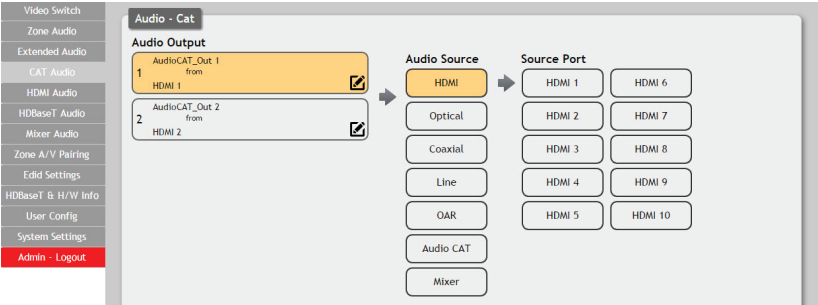 Video Switch
Zone Audio
Extended Audio
CAT Audio
HDMI Audio
HDBaseT Audio
Mixer Audio
Zone A/V Pairing
Edid Settings
HDBaseT & H/W Info
User Config
System Settings
Admin - Logout
Audio - Cat
Audio Output
1
AudioCAT_Out 1
from
HDMI 1
2
AudioCAT_Out 2
from
HDMI 2
Audio Source
HDMI
Optical
Coaxial
Line
OAR
Audio CAT
Mixer
Source Port
HDMI 1
HDMI 6
HDMI 2
HDMI 7
HDMI 3
HDMI 8
HDMI 4
HDMI 9
HDMI 5
HDMI 10